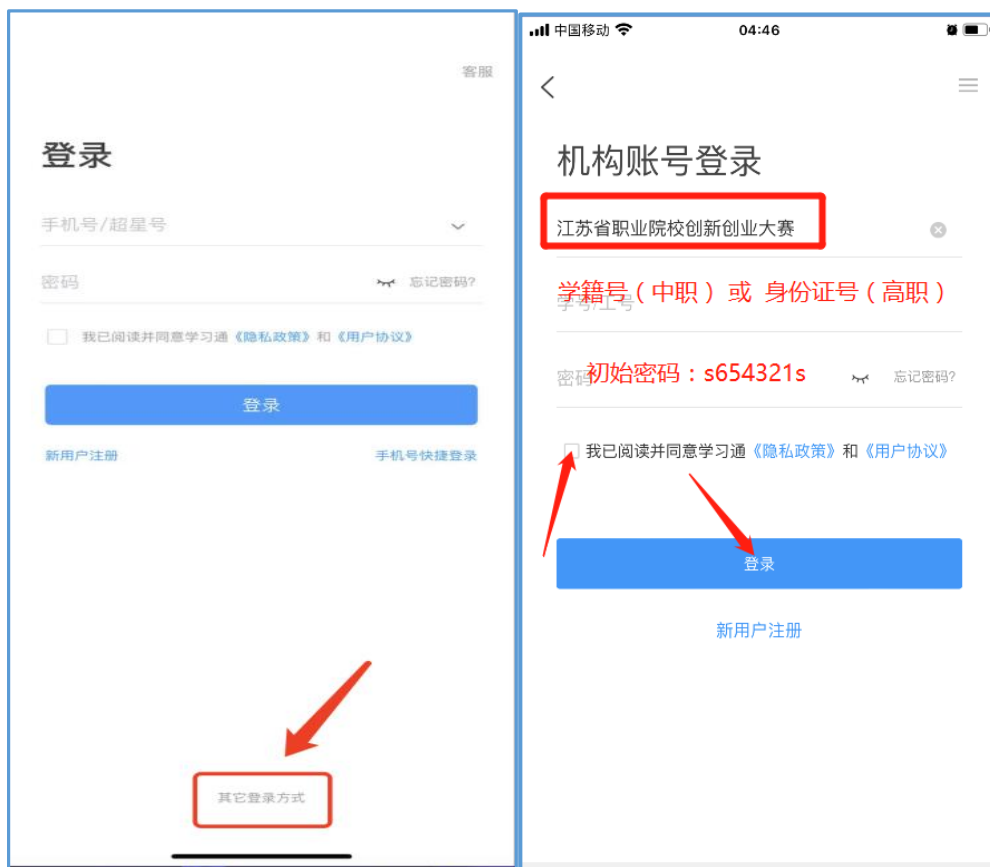 客服
登录
手机号/超星号
密码
忘记密码?
我已阅读并同意学习通《隐私政策》和《用户协议》
登录
新用户注册
手机号快捷登录
其它登录方式
中国移动
04:46
机构账号登录
江苏省职业院校创新创业大赛
学籍号（中职）或 身份证号（高职）
学号/工号
密码
初始密码：s654321s
忘记密码?
我已阅读并同意学习通《隐私政策》和《用户协议》
登录
新用户注册